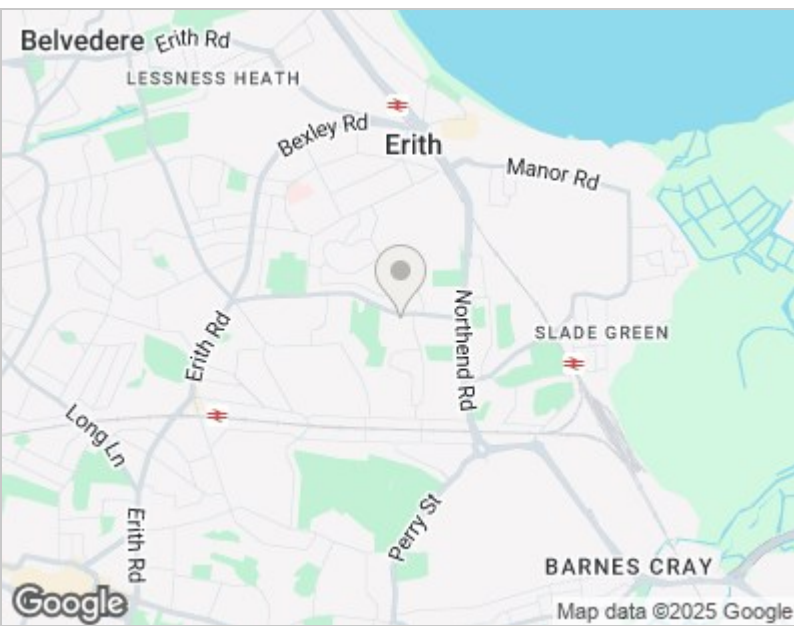 Belvedere
Erith Rd
LESSNESS HEATH
Bexley Rd
Erith
Manor Rd
Northend Rd
SLADE GREEN
Erith Rd
Long Ln
Erith Rd
Perry St
BARNES CRAY
Google
Map data ©2025 Google